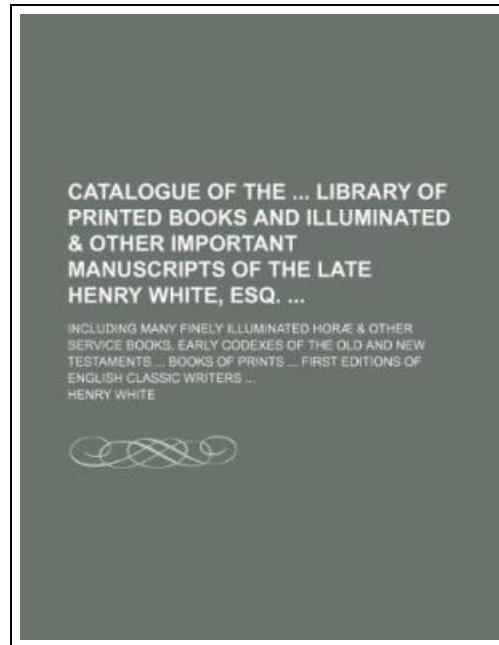 CATALOGUE OF THE ... LIBRARY OF
PRINTED BOOKS AND ILLUMINATED
& OTHER IMPORTANT
MANUSCRIPTS OF THE LATE
HENRY WHITE, ESQ. ...
INCLUDING MANY FINELY ILLUMINATED HORÆ & OTHER
SERVICE BOOKS, EARLY CODEXES OF THE OLD AND NEW
TESTAMENTS ... BOOKS OF PRINTS ... FIRST EDITIONS OF
ENGLISH CLASSIC WRITERS ...
HENRY WHITE